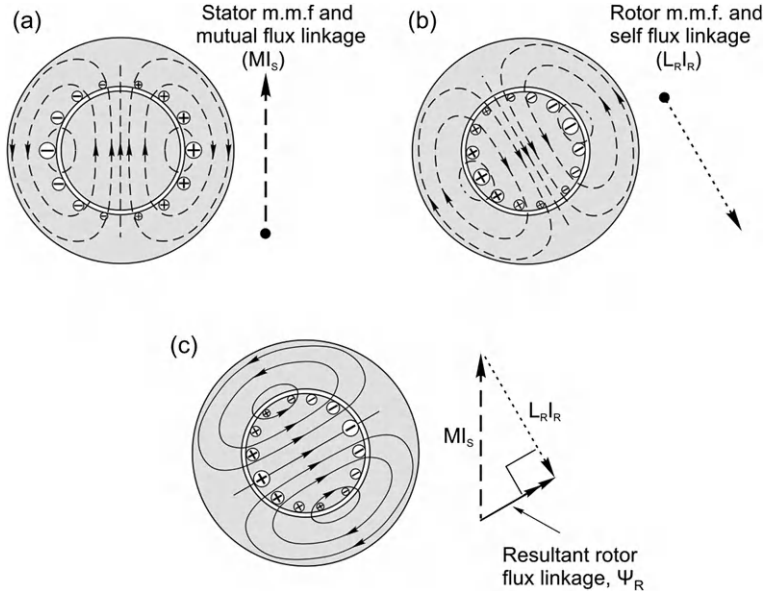 (a)
Stator m.m.f and
mutual flux linkage
(MIₛ)
(b)
Rotor m.m.f. and
self flux linkage
(LᵣIᵣ)
(c)
MIₛ
LᵣIᵣ
Resultant rotor
flux linkage, Ψᵣ